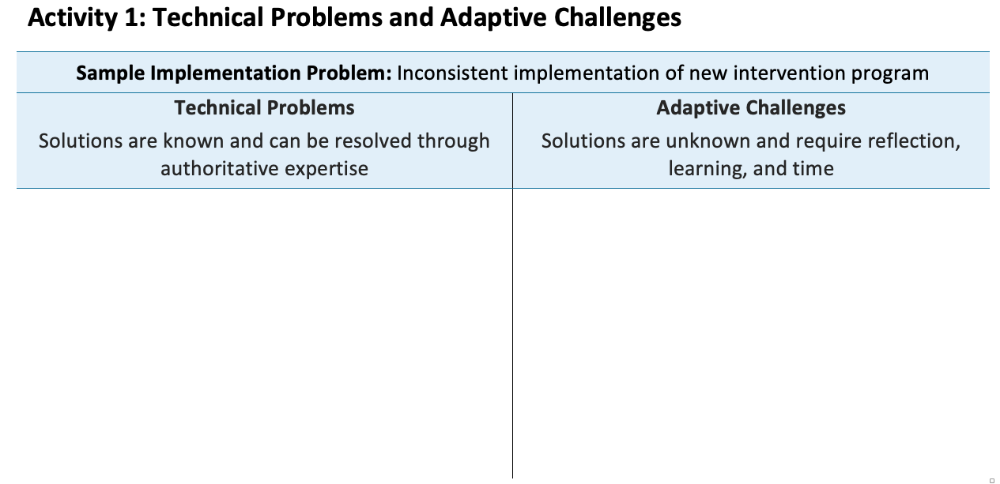 Activity 1: Technical Problems and Adaptive Challenges
Sample Implementation Problem: Inconsistent implementation of new intervention program
Technical Problems
Solutions are known and can be resolved through
authoritative expertise
Adaptive Challenges
Solutions are unknown and require reflection,
learning, and time